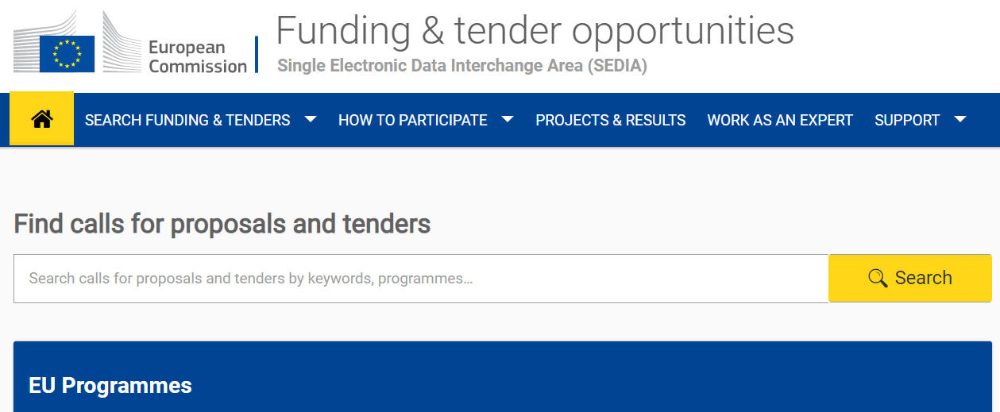 European
Commission
Funding & tender opportunities
Single Electronic Data Interchange Area (SEDIA)
SEARCH FUNDING & TENDERS HOW TO PARTICIPATE PROJECTS & RESULTS WORK AS AN EXPERT SUPPORT
Find calls for proposals and tenders
Search calls for proposals and tenders by keywords, programmes... Search
EU Programmes